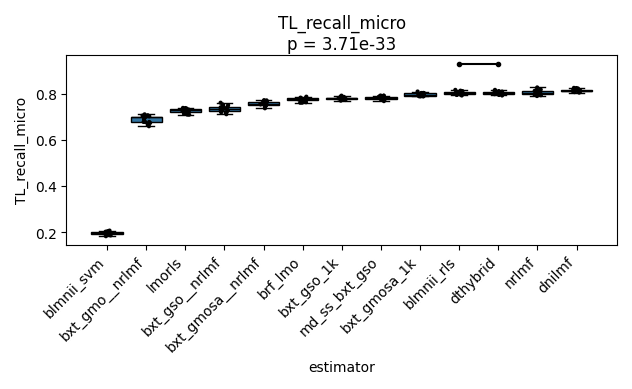 TL_recall_micro
p = 3.71e-33
TL_recall_micro
0.8
0.6
0.4
0.2
blmnii_svm
bxt_gmo__nrlmf
lmorls
bxt_gso__nrlmf
bxt_gmosa__nrlmf
brf_lmo
bxt_gso_1k
md_ss_bxt_gso
bxt_gmosa_1k
blmnii_rls
dthybrid
nrlmf
dnilmf
estimator